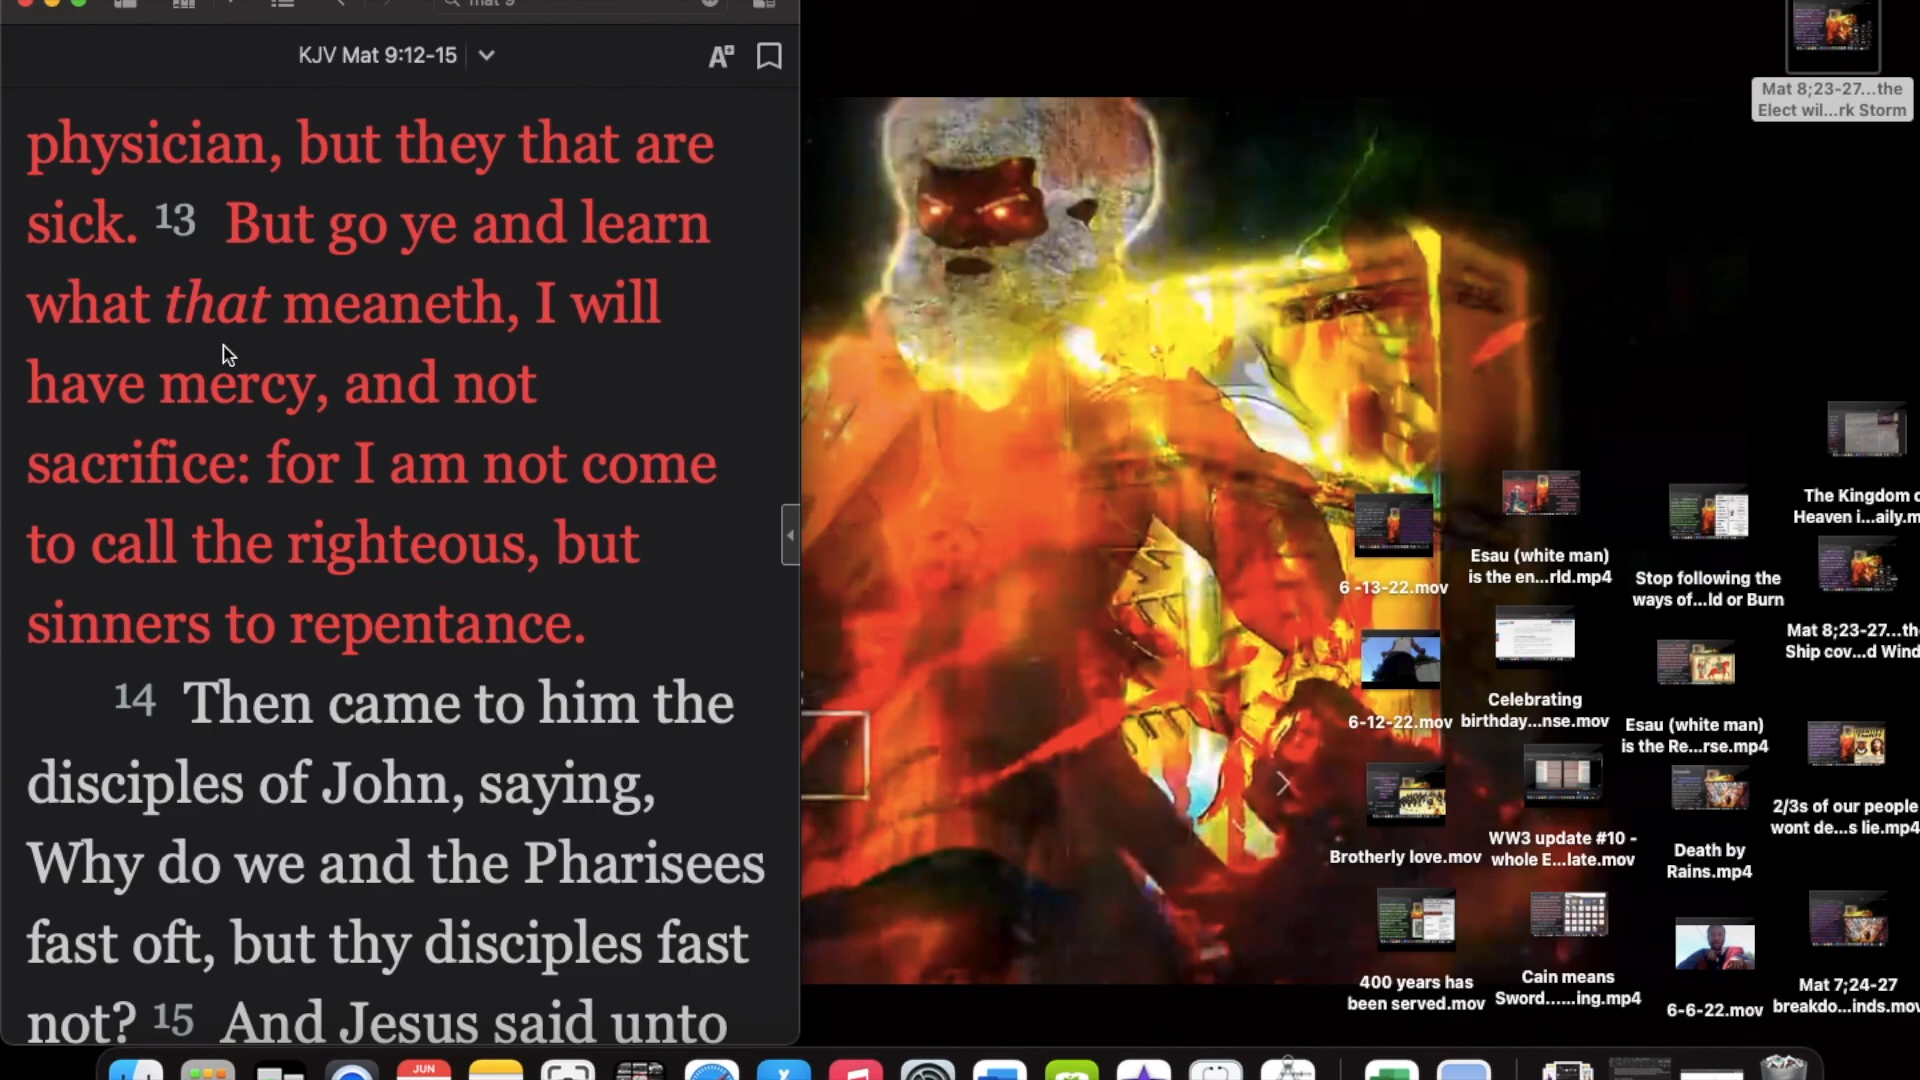 mat 9
KJV Mat 9:12-15
physician, but they that are
sick. 13 But go ye and learn
what that meaneth, I will
have mercy, and not
sacrifice: for I am not come
to call the righteous, but
sinners to repentance.
14 Then came to him the
disciples of John, saying,
Why do we and the Pharisees
fast oft, but thy disciples fast
not? 15 And Jesus said unto
Mat 8;23-27...the
Elect wil...rk Storm
The Kingdom o
Heaven i...aily.m
6 -13-22.mov
Esau (white man)
is the en...rld.mp4
Stop following the
ways of...ld or Burn
Mat 8;23-27...th
Ship cov...d Wind
6-12-22.mov
Celebrating
birthday...nse.mov
Esau (white man)
is the Re...rse.mp4
2/3s of our people
wont de...s lie.mp4
Brotherly love.mov
WW3 update #10 -
whole E...late.mov
Death by
Rains.mp4
400 years has
been served.mov
Cain means
Sword......ing.mp4
6-6-22.mov
Mat 7;24-27
breakdo...inds.mov
JUN